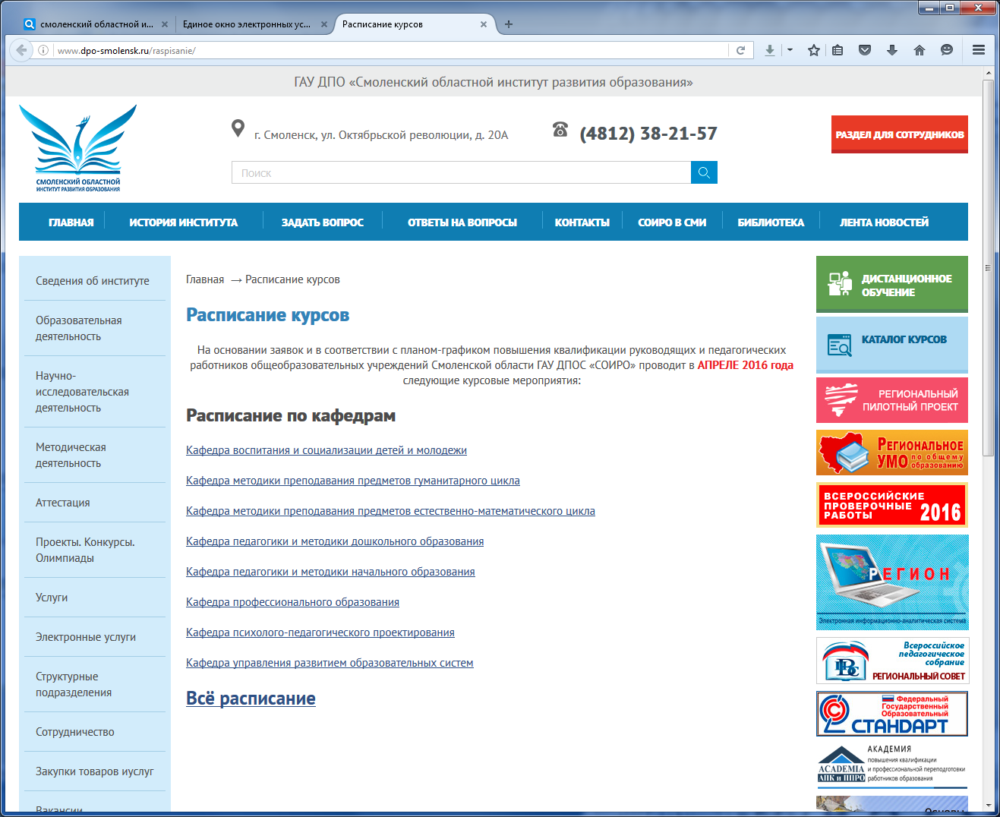 смоленский областной и...
Единое окно электронных ус...
Расписание курсов
www.dpo-smolensk.ru/raspisanie/
ГАУ ДПО «Смоленский областной институт развития образования»
СМОЛЕНСКИЙ ОБЛАСТНОЙ
ИНСТИТУТ РАЗВИТИЯ ОБРАЗОВАНИЯ
г. Смоленск, ул. Октябрьской революции, д. 20А
(4812) 38-21-57
Поиск
РАЗДЕЛ ДЛЯ СОТРУДНИКОВ
ГЛАВНАЯ
ИСТОРИЯ ИНСТИТУТА
ЗАДАТЬ ВОПРОС
ОТВЕТЫ НА ВОПРОСЫ
КОНТАКТЫ
СОИРО В СМИ
БИБЛИОТЕКА
ЛЕНТА НОВОСТЕЙ
Сведения об институте
Образовательная
деятельность
Научно-
исследовательская
деятельность
Методическая
деятельность
Аттестация
Проекты. Конкурсы.
Олимпиады
Услуги
Электронные услуги
Структурные
подразделения
Сотрудничество
Закупки товаров иуслуг
Вакансии
Главная → Расписание курсов
Расписание курсов
На основании заявок и в соответствии с планом-графиком повышения квалификации руководящих и педагогических
работников общеобразовательных учреждений Смоленской области ГАУ ДПОС «СОИРО» проводит в АПРЕЛЕ 2016 года
следующие курсовые мероприятия:
Расписание по кафедрам
Кафедра воспитания и социализации детей и молодежи
Кафедра методики преподавания предметов гуманитарного цикла
Кафедра методики преподавания предметов естественно-математического цикла
Кафедра педагогики и методики дошкольного образования
Кафедра педагогики и методики начального образования
Кафедра профессионального образования
Кафедра психолого-педагогического проектирования
Кафедра управления развитием образовательных систем
Всё расписание
ДИСТАНЦИОННОЕ
ОБУЧЕНИЕ
КАТАЛОГ КУРСОВ
РЕГИОНАЛЬНЫЙ
ПИЛОТНЫЙ ПРОЕКТ
РЕГИОНАЛЬНОЕ
УМО по общему
образованию
ВСЕРОССИЙСКИЕ
ПРОВЕРОЧНЫЕ
РАБОТЫ 2016
РЕГИОН
Электронная информационно-аналитическая система
Всероссийское
педагогическое
собрание
РЕГИОНАЛЬНЫЙ СОВЕТ
Федеральный
Государственный
Образовательный
СТАНДАРТ
АКАДЕМИЯ
повышения квалификации
и профессиональной переподготовки
работников образования
ACADEMIA
АПК и ППРО
Основы